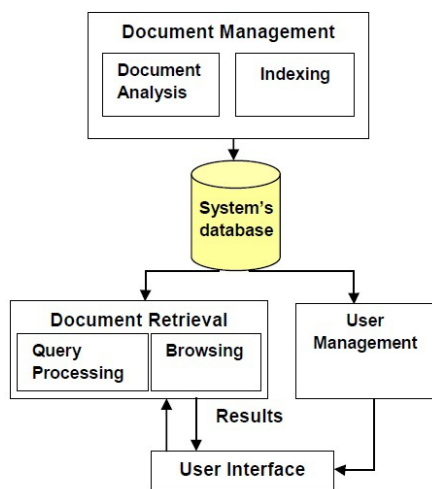 Document Management
Document
Analysis
Indexing
System's
database
Document Retrieval
Query
Processing
Browsing
User
Management
Results
User Interface